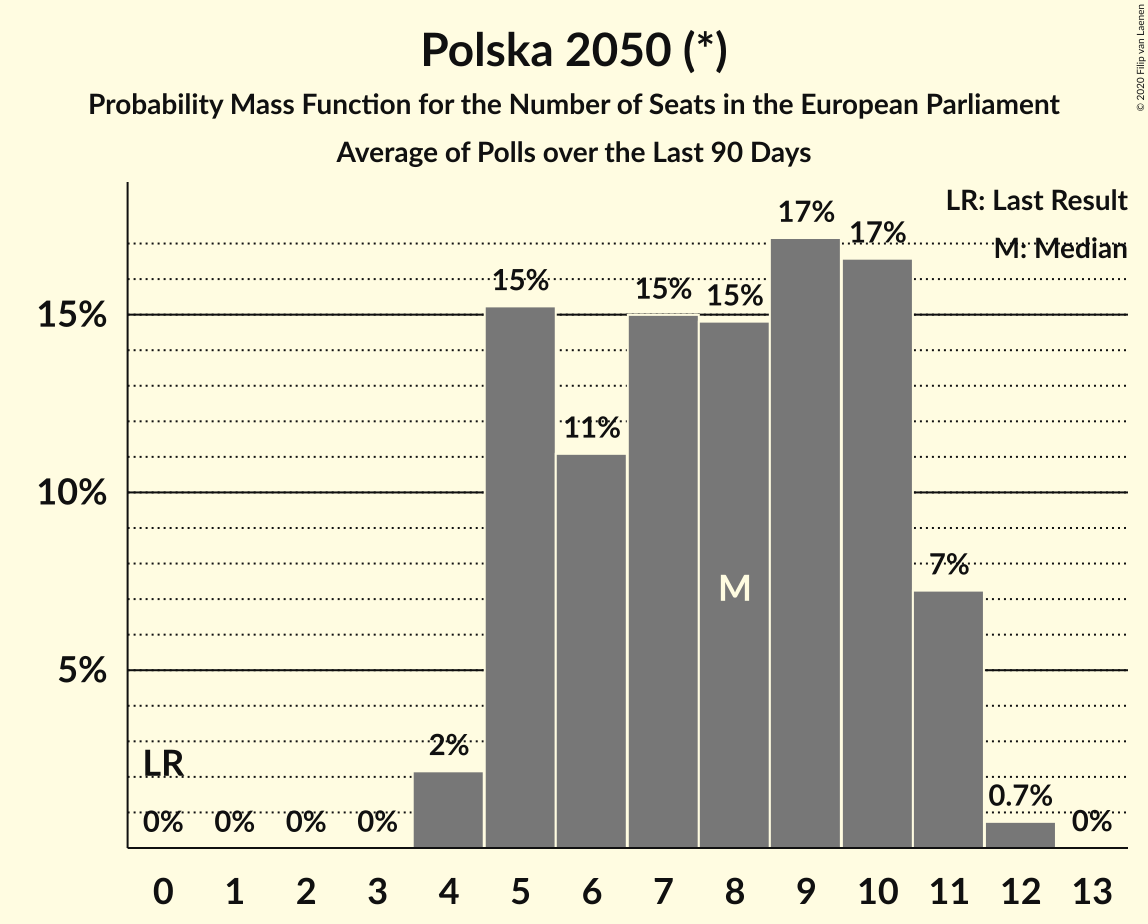 Polska 2050 (*)
Probability Mass Function for the Number of Seats in the European Parliament
Average of Polls over the Last 90 Days
© 2020 Filip van Laenen
LR: Last Result
M: Median
17%
17%
15%
15%
15%
15%
11%
10%
7%
M
5%
2%
LR
0.7%
0%
0%
0%
0%
0%
0 1 2 3 4 5 6 7 8 9 10 11 12 13